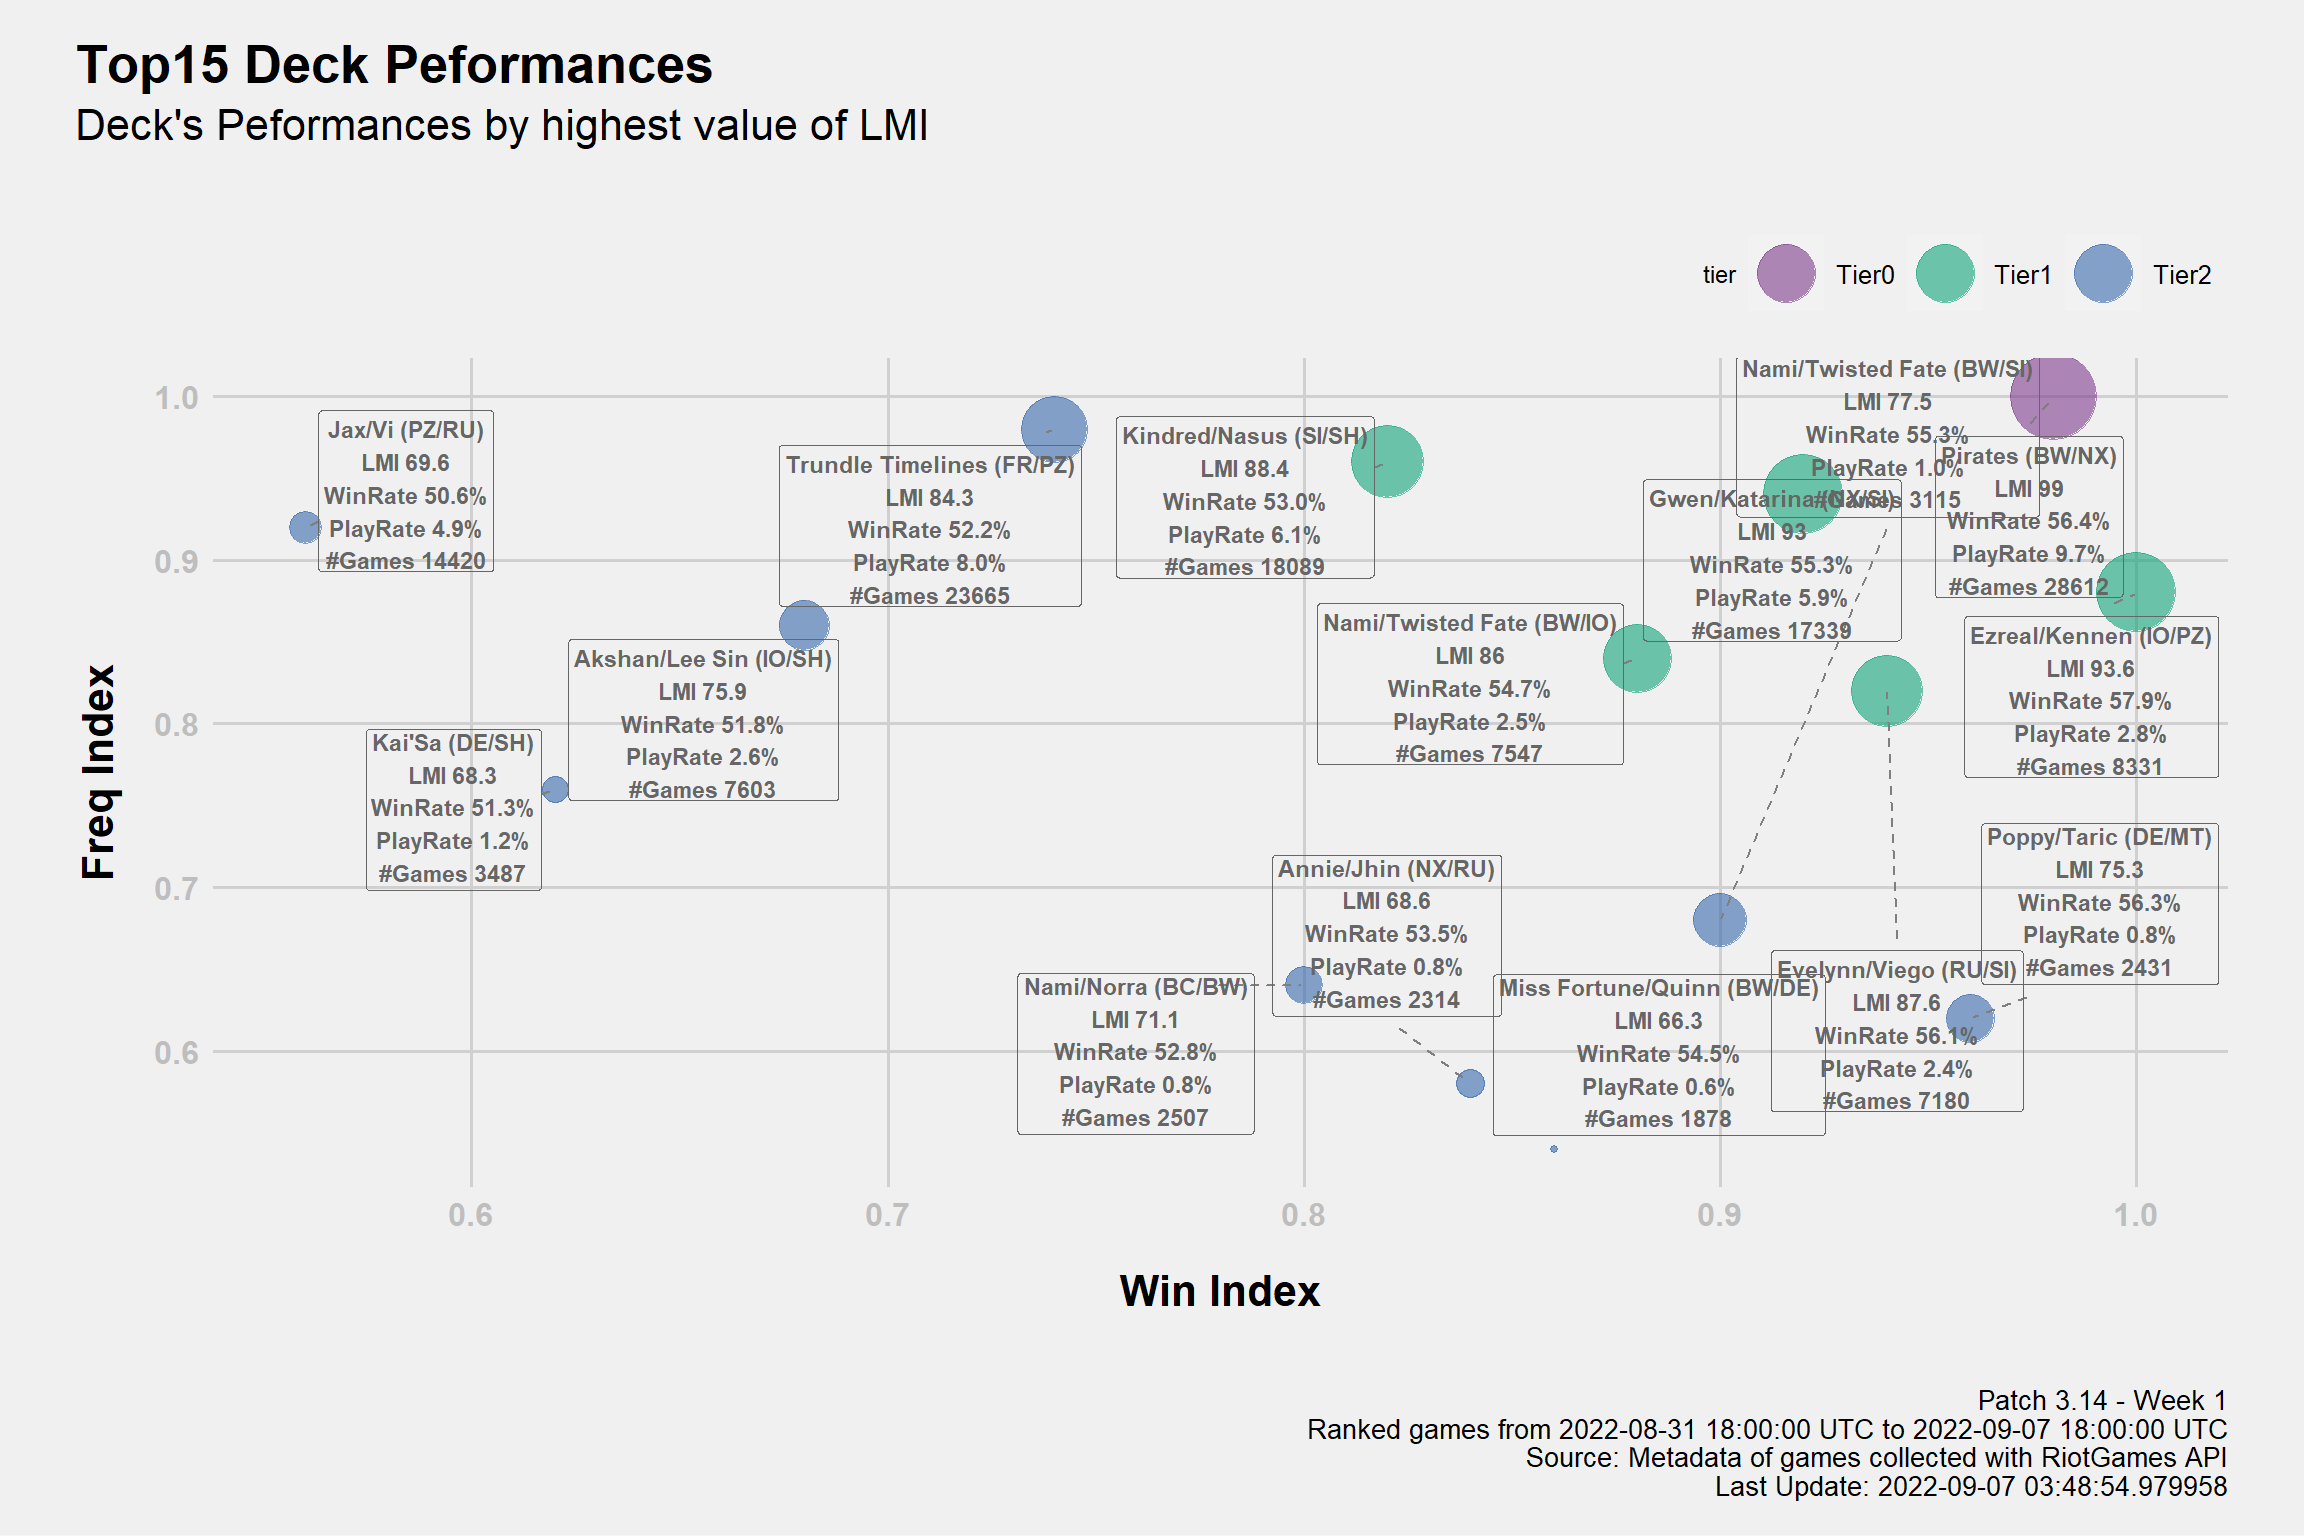 Top15 Deck Peformances
Deck's Peformances by highest value of LMI
tier Tier0 Tier1 Tier2
Freq Index
1.0
0.9
0.8
0.7
0.6
Jax/Vi (PZ/RU)
LMI 69.6
WinRate 50.6%
PlayRate 4.9%
#Games 14420
Trundle Timelines (FR/PZ)
LMI 84.3
WinRate 52.2%
PlayRate 8.0%
#Games 23665
Kindred/Nasus (SI/SH)
LMI 88.4
WinRate 53.0%
PlayRate 6.1%
#Games 18089
Nami/Twisted Fate (BW/SI)
LMI 77.5
WinRate 55.3%
PlayRate 1.0%
#Games 3115
Pirates (BW/NX)
LMI 99
WinRate 56.4%
PlayRate 9.7%
#Games 28612
Gwen/Katarina (NX/SI)
LMI 93
WinRate 55.3%
PlayRate 5.9%
#Games 17339
Nami/Twisted Fate (BW/IO)
LMI 86
WinRate 54.7%
PlayRate 2.5%
#Games 7547
Ezreal/Kennen (IO/PZ)
LMI 93.6
WinRate 57.9%
PlayRate 2.8%
#Games 8331
Akshan/Lee Sin (IO/SH)
LMI 75.9
WinRate 51.8%
PlayRate 2.6%
#Games 7603
Kai'Sa (DE/SH)
LMI 68.3
WinRate 51.3%
PlayRate 1.2%
#Games 3487
Poppy/Taric (DE/MT)
LMI 75.3
WinRate 56.3%
PlayRate 0.8%
#Games 2431
Annie/Jhin (NX/RU)
LMI 68.6
WinRate 53.5%
PlayRate 0.8%
#Games 2314
Nami/Norra (BC/BW)
LMI 71.1
WinRate 52.8%
PlayRate 0.8%
#Games 2507
Miss Fortune/Quinn (BW/DE)
LMI 66.3
WinRate 54.5%
PlayRate 0.6%
#Games 1878
Evelynn/Viego (RU/SI)
LMI 87.6
WinRate 56.1%
PlayRate 2.4%
#Games 7180
0.6 0.7 0.8 0.9 1.0
Win Index
Patch 3.14 - Week 1
Ranked games from 2022-08-31 18:00:00 UTC to 2022-09-07 18:00:00 UTC
Source: Metadata of games collected with RiotGames API
Last Update: 2022-09-07 03:48:54.979958